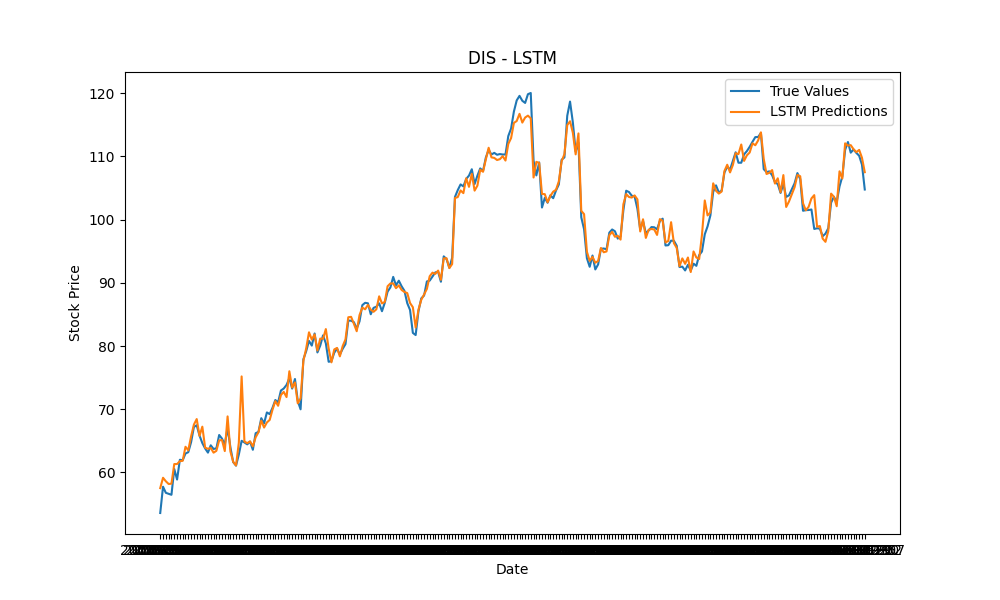 DIS - LSTM
True Values
LSTM Predictions
120
110
100
90
80
70
60
Stock Price
Date